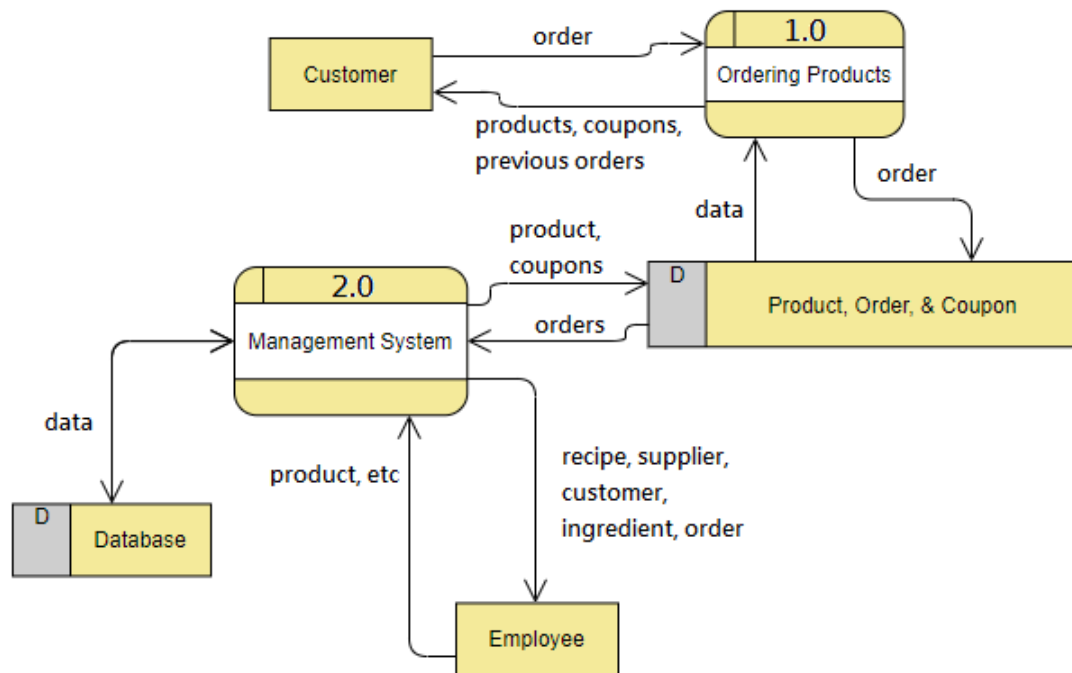 order
1.0
Customer
Ordering Products
products, coupons,
previous orders
order
data
product,
coupons
2.0
D
Product, Order, & Coupon
orders
Management System
data
product, etc
recipe, supplier,
customer,
ingredient, order
D
Database
Employee